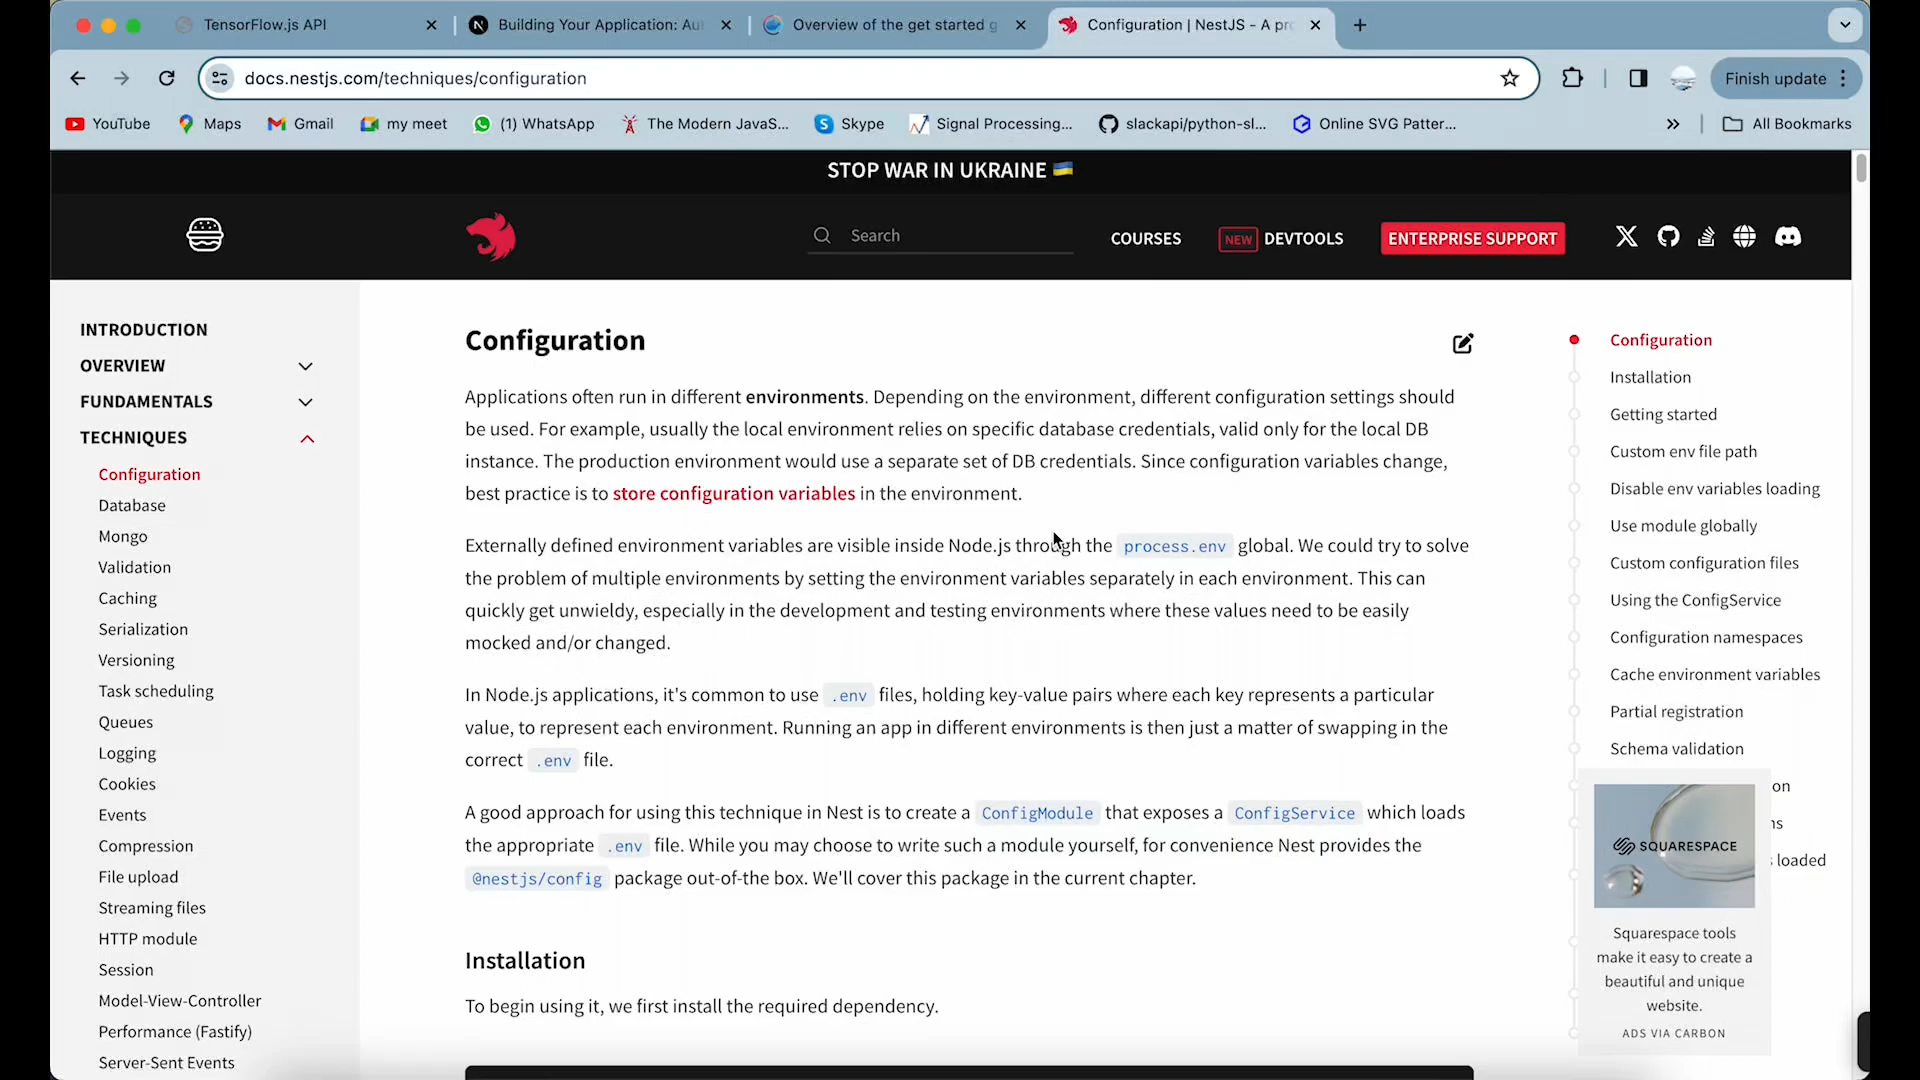 TensorFlow.js API
Building Your Application: Au
Overview of the get started g
Configuration | NestJS - A pr
docs.nestjs.com/techniques/configuration
Finish update
YouTube
Maps
Gmail
my meet
(1) WhatsApp
The Modern JavaS...
Skype
Signal Processing...
slackapi/python-sl...
Online SVG Patter...
All Bookmarks
STOP WAR IN UKRAINE
Search
COURSES
NEW DEVTOOLS
ENTERPRISE SUPPORT
INTRODUCTION
OVERVIEW
FUNDAMENTALS
TECHNIQUES
Configuration
Database
Mongo
Validation
Caching
Serialization
Versioning
Task scheduling
Queues
Logging
Cookies
Events
Compression
File upload
Streaming files
HTTP module
Session
Model-View-Controller
Performance (Fastify)
Server-Sent Events
Configuration
Applications often run in different environments. Depending on the environment, different configuration settings should
be used. For example, usually the local environment relies on specific database credentials, valid only for the local DB
instance. The production environment would use a separate set of DB credentials. Since configuration variables change,
best practice is to store configuration variables in the environment.
Externally defined environment variables are visible inside Node.js through the process.env global. We could try to solve
the problem of multiple environments by setting the environment variables separately in each environment. This can
quickly get unwieldy, especially in the development and testing environments where these values need to be easily
mocked and/or changed.
In Node.js applications, it's common to use .env files, holding key-value pairs where each key represents a particular
value, to represent each environment. Running an app in different environments is then just a matter of swapping in the
correct .env file.
A good approach for using this technique in Nest is to create a ConfigModule that exposes a ConfigService which loads
the appropriate .env file. While you may choose to write such a module yourself, for convenience Nest provides the
@nestjs/config package out-of-the box. We'll cover this package in the current chapter.
Installation
To begin using it, we first install the required dependency.
Configuration
Installation
Getting started
Custom env file path
Disable env variables loading
Use module globally
Custom configuration files
Using the ConfigService
Configuration namespaces
Cache environment variables
Partial registration
Schema validation
on
ns
loaded
SQUARESPACE
Squarespace tools
make it easy to create a
beautiful and unique
website.
ADS VIA CARBON